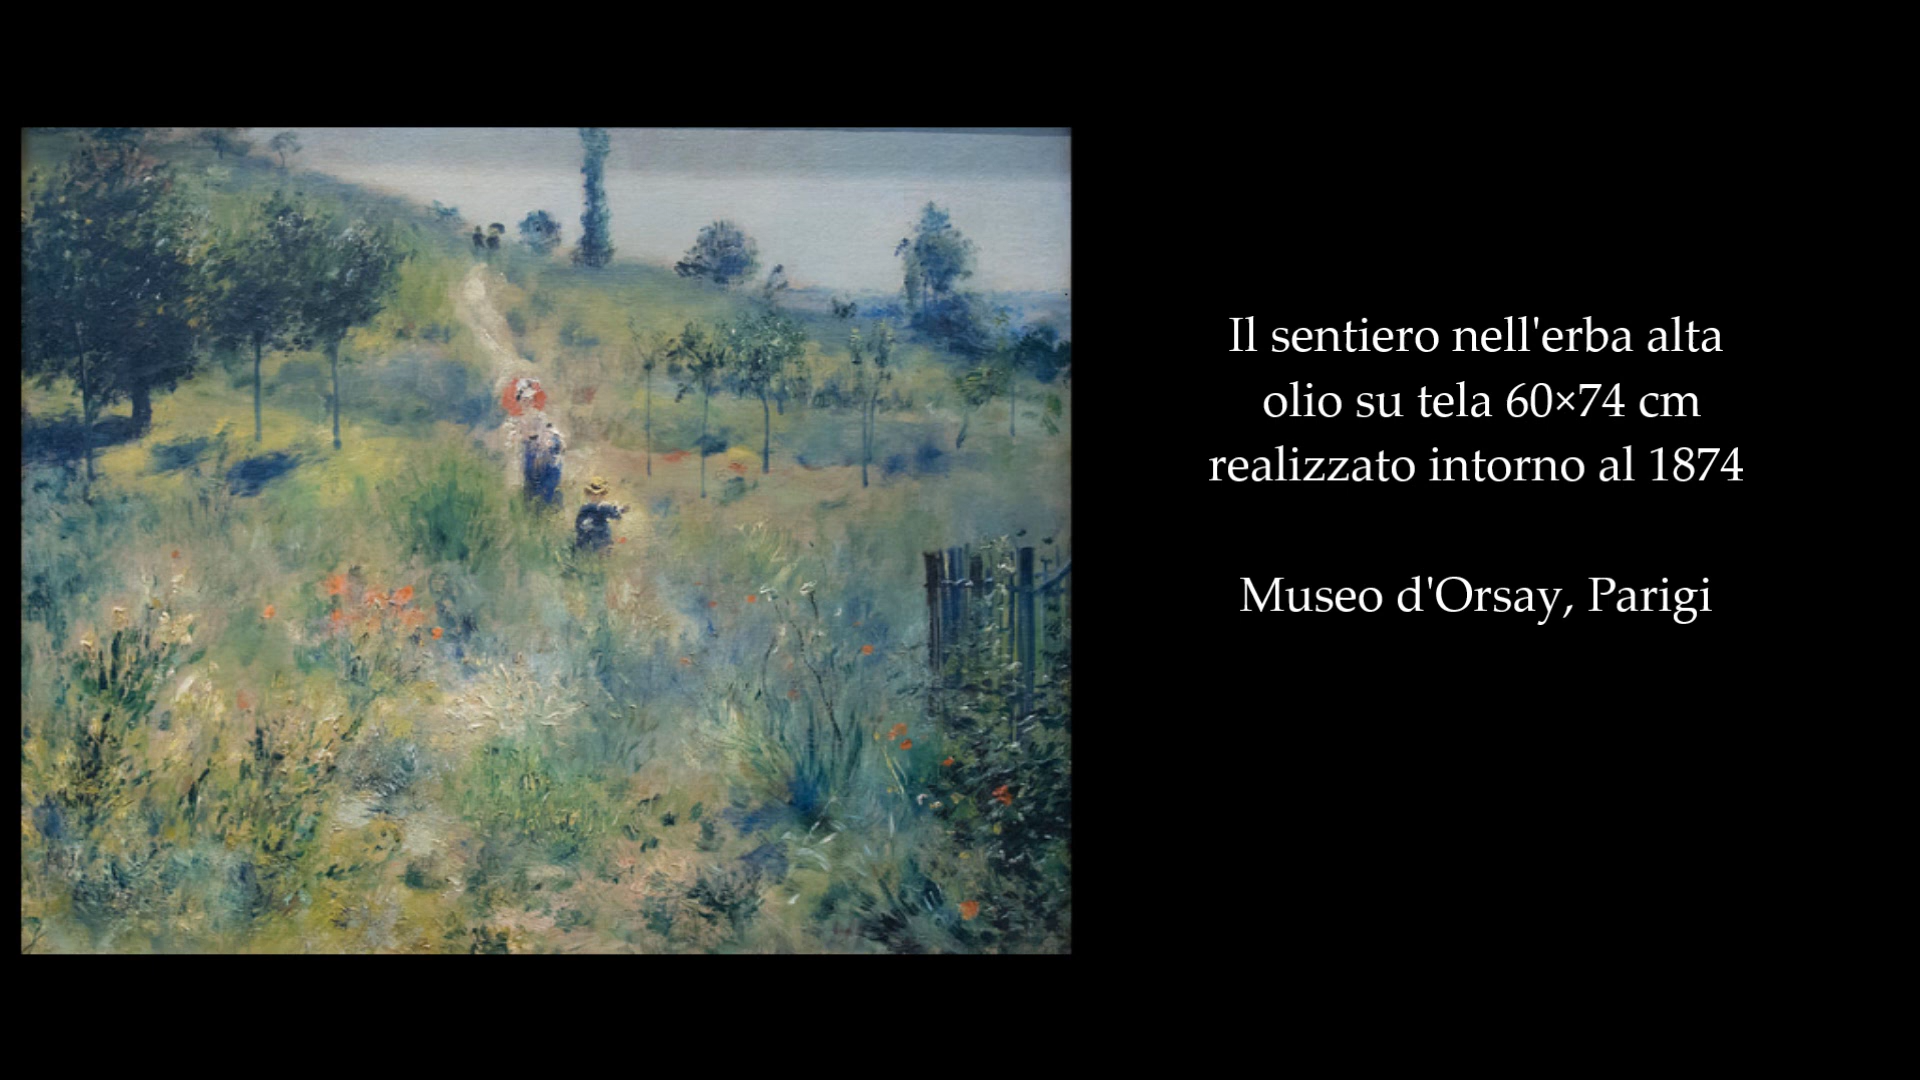 Il sentiero nell'erba alta
olio su tela 60×74 cm
realizzato intorno al 1874
Museo d'Orsay, Parigi